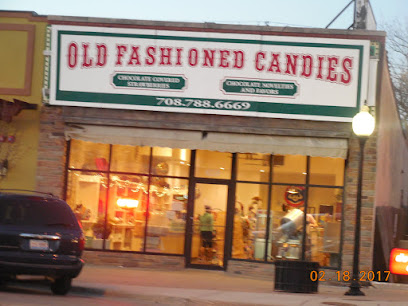 OLD FASHIONED CANDIES
CHOCOLATE COVERED
STRAWBERRIES
CHOCOLATE NOVELTIES
AND FAVORS
708.788.6669
02.18.2017